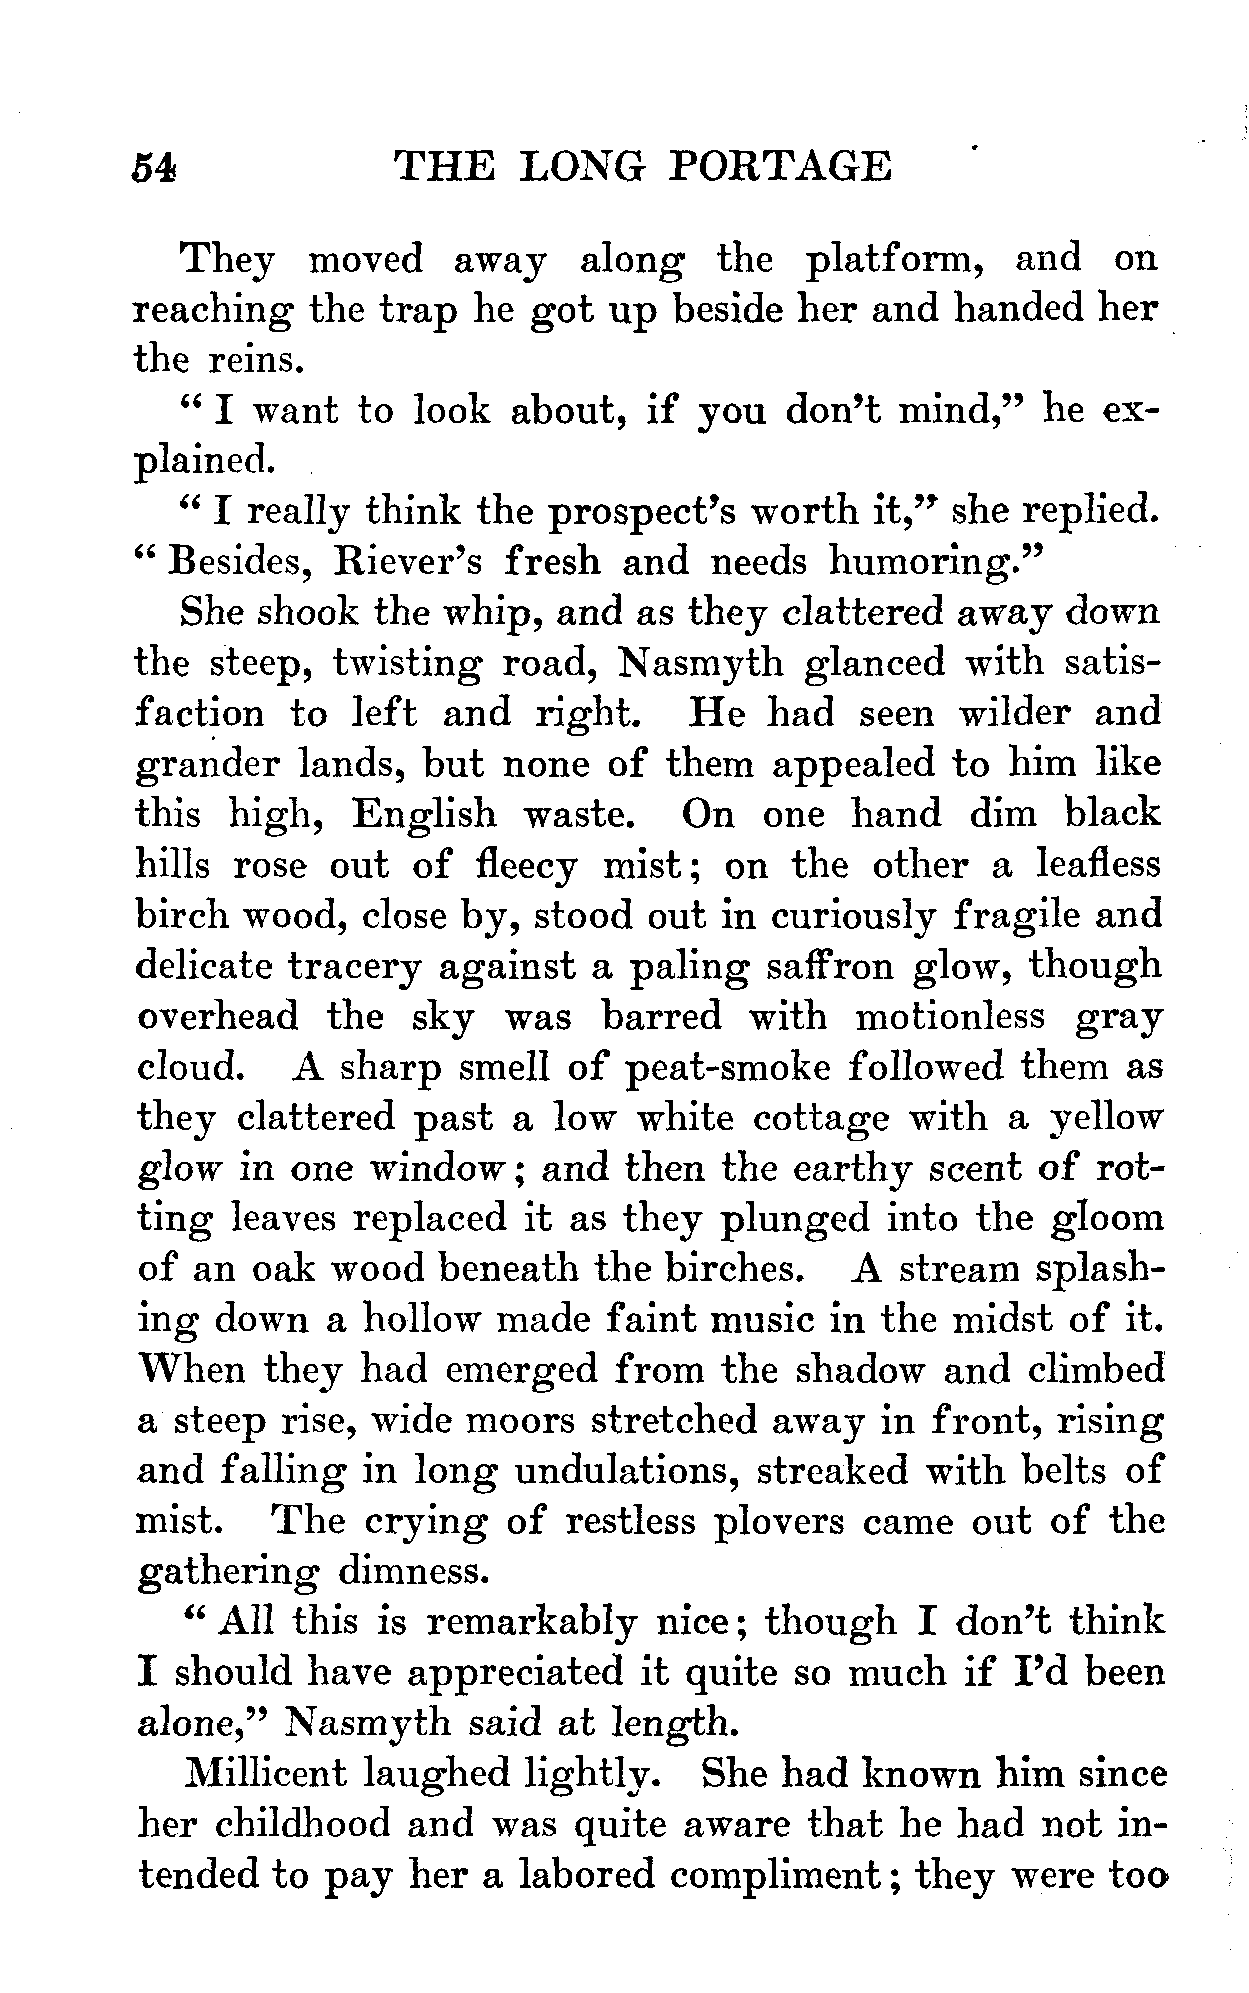 54 THE LONG PORTAGE
They moved away along the platform, and on
reaching the trap he got up beside her and handed her
the reins.
“ I want to look about, if you don’t mind,” he ex-
plained.
“ I really think the prospect’s worth it,” she replied.
“ Besides, Riever’s fresh and needs humoring.”
She shook the whip, and as they clattered away down
the steep, twisting road, Nasmyth glanced with satis-
faction to left and right. He had seen wilder and
grander lands, but none of them appealed to him like
this high, English waste. On one hand dim black
hills rose out of fleecy mist; on the other a leafless
birch wood, close by, stood out in curiously fragile and
delicate tracery against a paling saffron glow, though
overhead the sky was barred with motionless gray
cloud. A sharp smell of peat-smoke followed them as
they clattered past a low white cottage with a yellow
glow in one window; and then the earthy scent of rot-
ting leaves replaced it as they plunged into the gloom
of an oak wood beneath the birches. A stream splash-
ing down a hollow made faint music in the midst of it.
When they had emerged from the shadow and climbed
a steep rise, wide moors stretched away in front, rising
and falling in long undulations, streaked with belts of
mist. The crying of restless plovers came out of the
gathering dimness.
“ All this is remarkably nice; though I don’t think
I should have appreciated it quite so much if I’d been
alone,” Nasmyth said at length.
Millicent laughed lightly. She had known him since
her childhood and was quite aware that he had not in-
tended to pay her a labored compliment; they were too